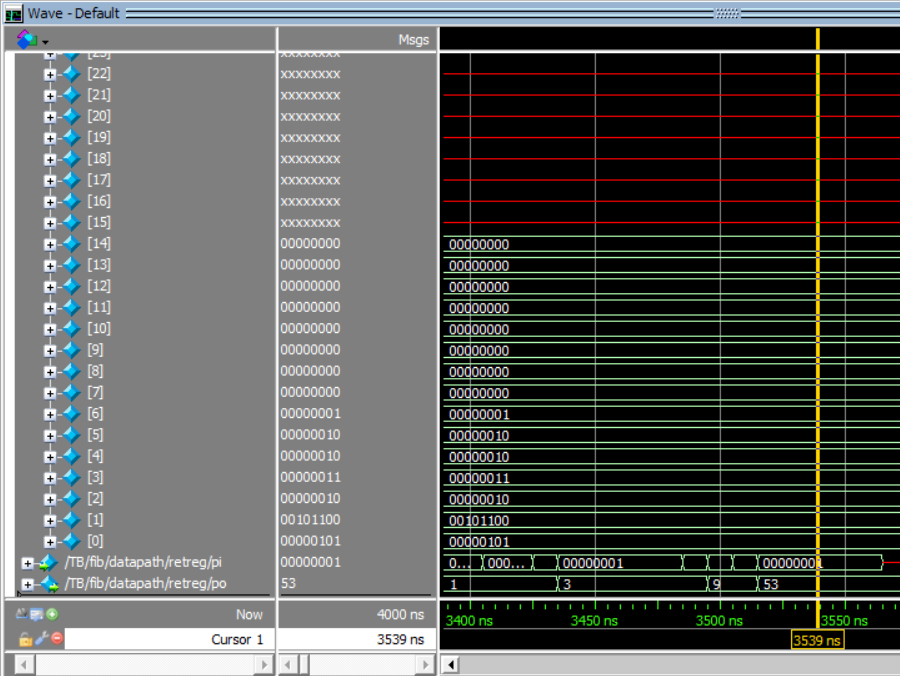 Wave - Default
Msgs
[23] xxxxxxxx
[22] xxxxxxxx
[21] xxxxxxxx
[20] xxxxxxxx
[19] xxxxxxxx
[18] xxxxxxxx
[17] xxxxxxxx
[16] xxxxxxxx
[15] xxxxxxxx
[14] 00000000 00000000
[13] 00000000 00000000
[12] 00000000 00000000
[11] 00000000 00000000
[10] 00000000 00000000
[9] 00000000 00000000
[8] 00000000 00000000
[7] 00000000 00000000
[6] 00000001 00000001
[5] 00000010 00000010
[4] 00000010 00000010
[3] 00000011 00000011
[2] 00000010 00000010
[1] 00101100 00101100
[0] 00000101 00000101
/TB/fib/datapath/retreg/pi 00000001 0... 000... 00000001 00000001
/TB/fib/datapath/retreg/po 53 1 3 9 53
Now 4000 ns 3400 ns 3450 ns 3500 ns 3550 ns
Cursor 1 3539 ns 3539 ns